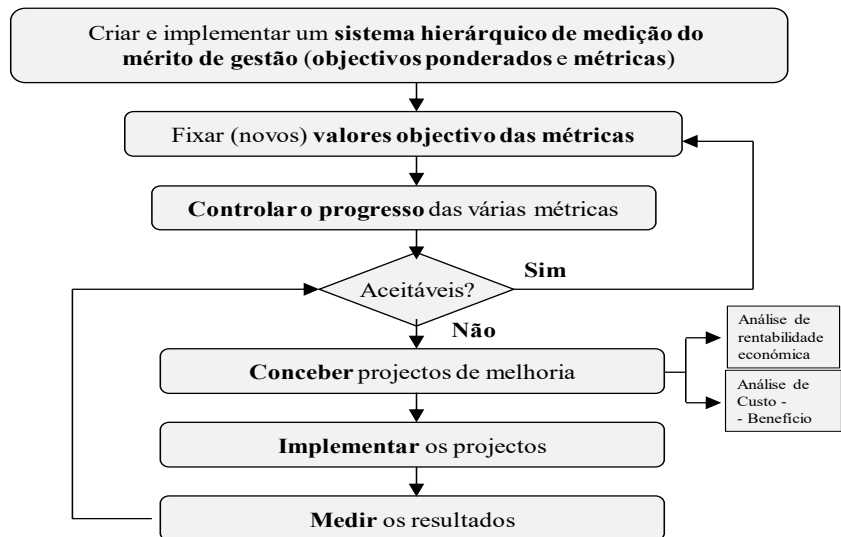 Criar e implementar um sistema hierárquico de medição do
mérito de gestão (objectivos ponderados e métricas)
Fixar (novos) valores objectivo das métricas
Controlar o progresso das várias métricas
Sim
Aceitáveis?
Não
Conceber projectos de melhoria
Análise de
rentabilidade
económica
Análise de
Custo -
- Benefício
Implementar os projectos
Medir os resultados